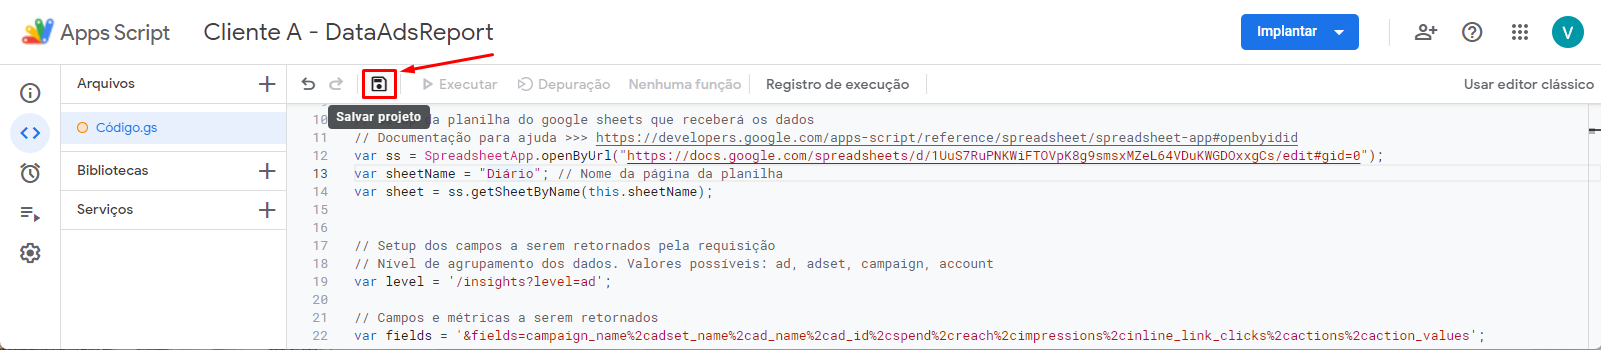 Apps Script
Cliente A - DataAdsReport
Implantar
V
Arquivos
Executar
Depuração
Nenhuma função
Registro de execução
Usar editor clássico
Código.gs
Bibliotecas
Serviços
Salvar projeto
10 da planilha do google sheets que receberá os dados
11 // Documentação para ajuda >>> https://developers.google.com/apps-script/reference/spreadsheet/spreadsheet-app#openbyidid
12 var ss = SpreadsheetApp.openByUrl("https://docs.google.com/spreadsheets/d/1UuS7RuPNKWiFTOVpK8g9smsxMZeL64VDuKWGDOxxgCs/edit#gid=0");
13 var sheetName = "Diário"; // Nome da página da planilha
14 var sheet = ss.getSheetByName(this.sheetName);
15
16
17 // Setup dos campos a serem retornados pela requisição
18 // Nível de agrupamento dos dados. Valores possíveis: ad, adset, campaign, account
19 var level = '/insights?level=ad';
20
21 // Campos e métricas a serem retornados
22 var fields = '&fields=campaign_name%2cadset_name%2cad_name%2cad_id%2cspend%2creach%2cimpressions%2cinline_link_clicks%2cactions%2caction_values';